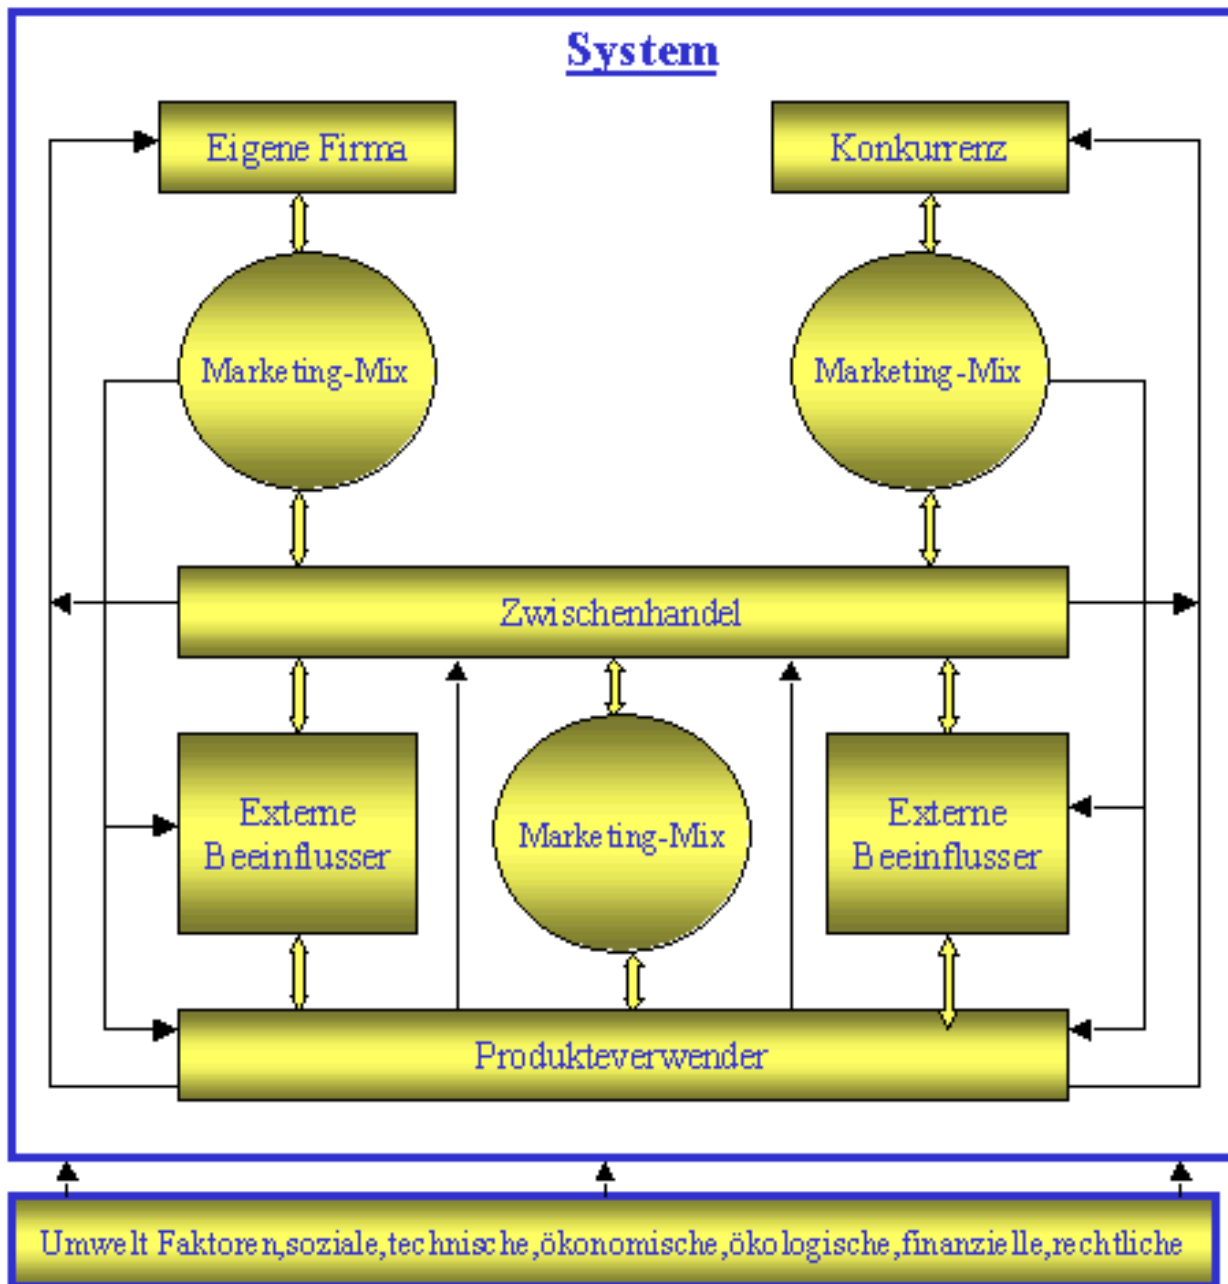 System
Eigene Firma
Konkurrenz
Marketing-Mix
Marketing-Mix
Zwischenhandel
Externe
Beeinflusser
Marketing-Mix
Externe
Beeinflusser
Produkteverwender
Umwelt Faktoren,soziale,technische,ökonomische,ökologische,finanzielle,rechtliche